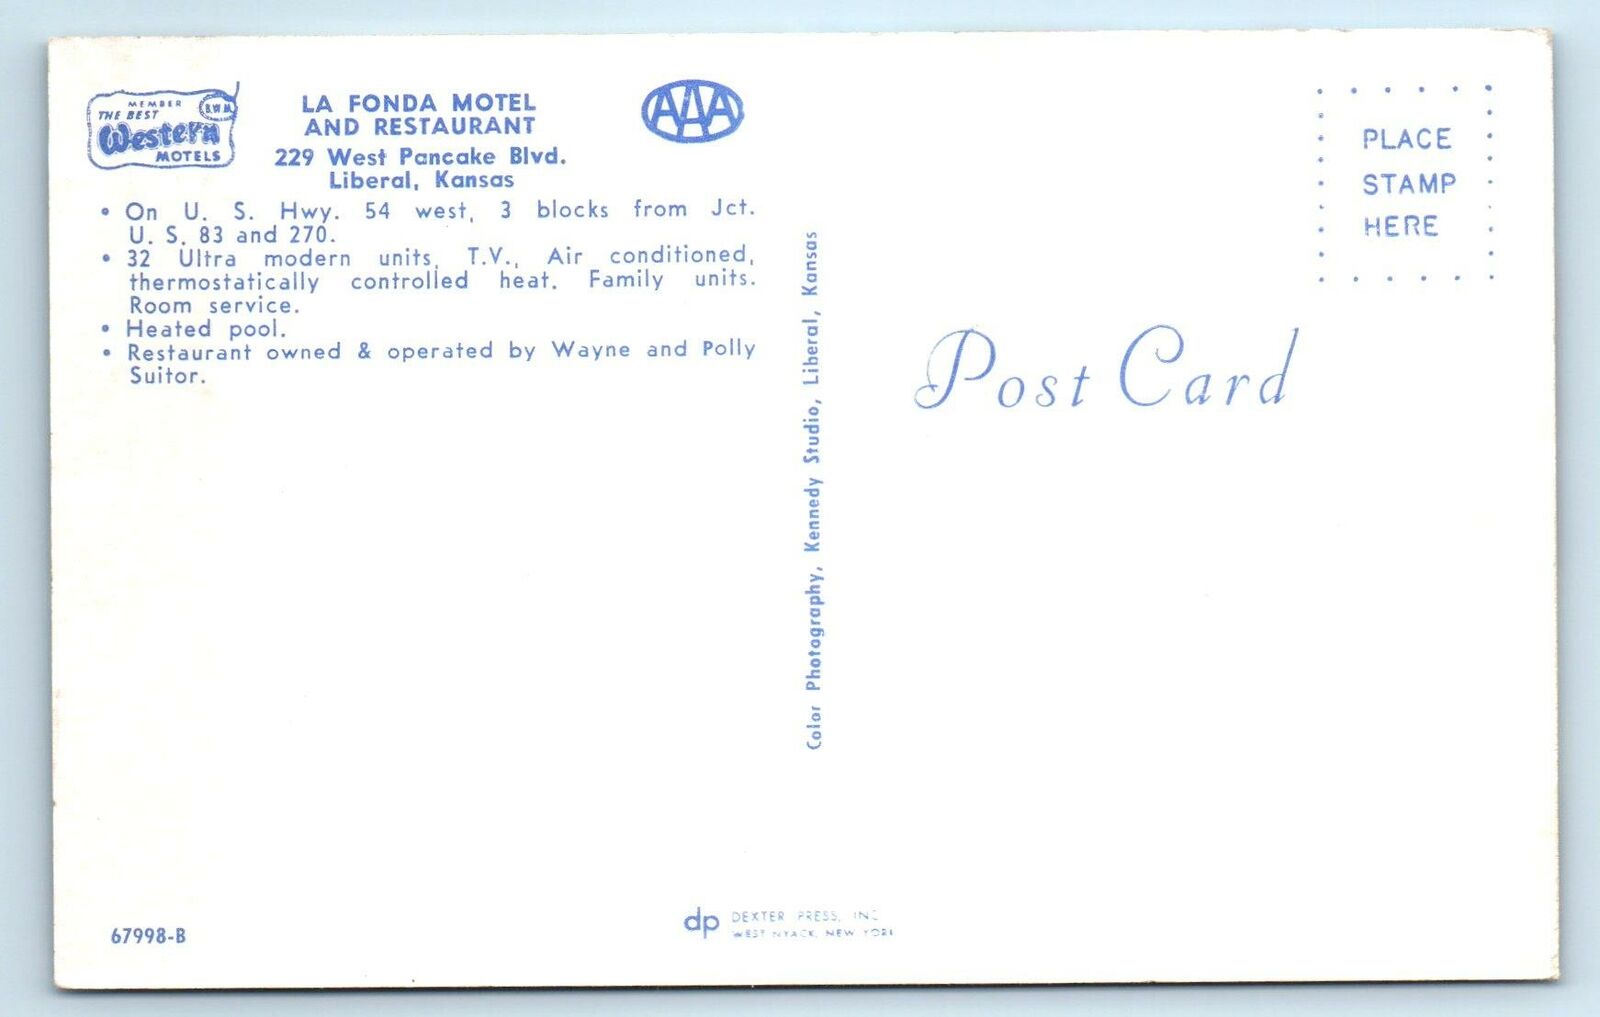 MEMBER
THE BEST
B.W.M.
Western
MOTELS
LA FONDA MOTEL
AND RESTAURANT
229 West Pancake Blvd.
Liberal, Kansas
AAA
• On U. S. Hwy. 54 west, 3 blocks from Jct.
U. S. 83 and 270.
• 32 Ultra modern units, T.V., Air conditioned,
thermostatically controlled heat. Family units.
Room service.
• Heated pool.
• Restaurant owned & operated by Wayne and Polly
Suitor.
67998-B
Color Photography, Kennedy Studio, Liberal, Kansas
dp DEXTER PRESS, INC
WEST NYACK, NEW YORK
PLACE
STAMP
HERE
Post Card